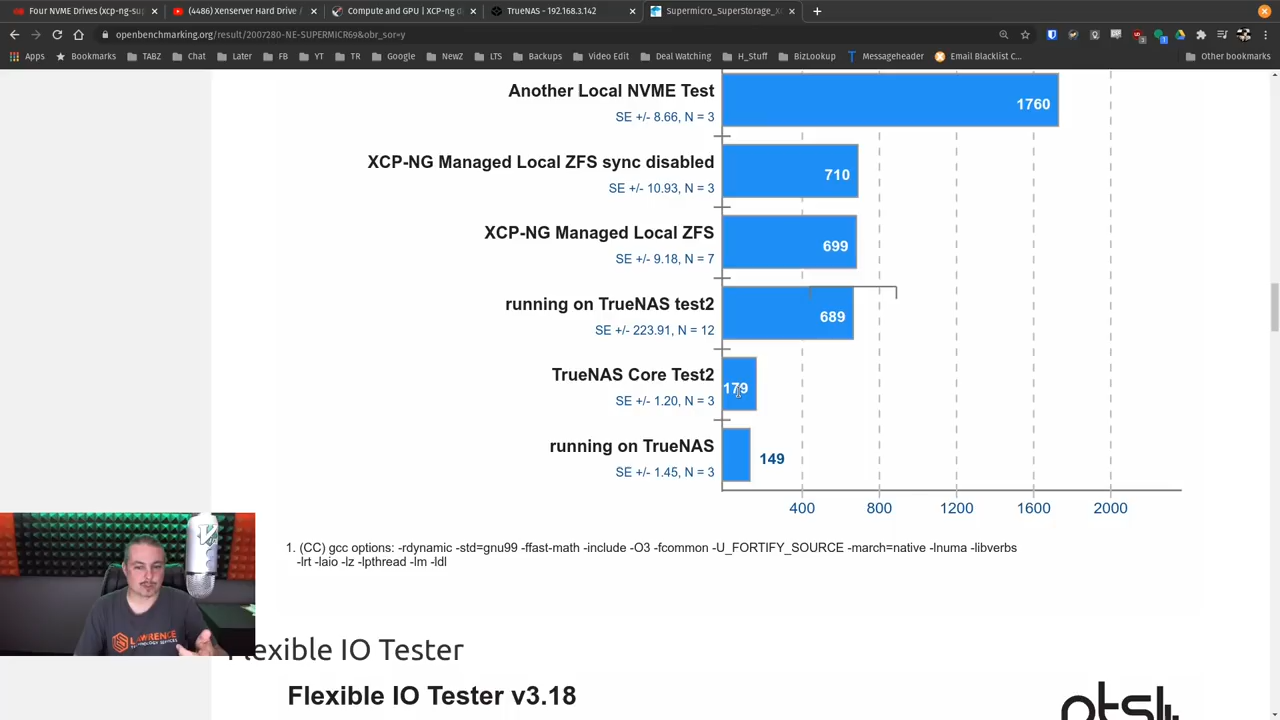 Four NVME Drives (xcp-ng-sup
(4486) Xenserver Hard Drive /
Compute and GPU | XCP-ng d
TrueNAS - 192.168.3.142
Supermicro_Superstorage_X
openbenchmarking.org/result/2007280-NE-SUPERMICR69&obr_sor=y
Apps
Bookmarks
TABZ
Chat
Later
FB
YT
TR
Google
NewZ
LTS
Backups
Video Edit
Deal Watching
H_Stuff
BizLookup
Messageheader
Email Blacklist C...
Other bookmarks
Another Local NVME Test
SE +/- 8.66, N = 3
1760
XCP-NG Managed Local ZFS sync disabled
SE +/- 10.93, N = 3
710
XCP-NG Managed Local ZFS
SE +/- 9.18, N = 7
699
running on TrueNAS test2
SE +/- 223.91, N = 12
689
TrueNAS Core Test2
SE +/- 1.20, N = 3
179
running on TrueNAS
SE +/- 1.45, N = 3
149
400 800 1200 1600 2000
1. (CC) gcc options: -rdynamic -std=gnu99 -ffast-math -include -O3 -fcommon -U_FORTIFY_SOURCE -march=native -lnuma -libverbs
-lrt -laio -lz -lpthread -lm -ldl
LAWRENCE
TECHNOLOGY SERVICES
Flexible IO Tester
Flexible IO Tester v3.18
pts